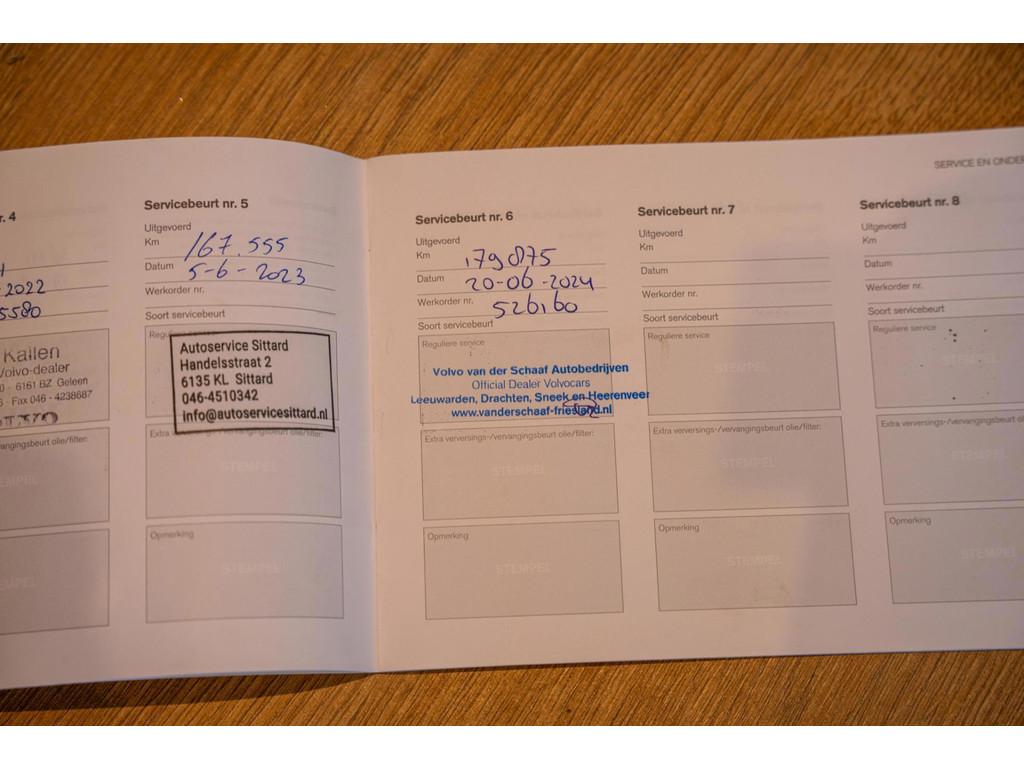 SERVICE EN ONDER
r. 4
2022
5580
Kallen
Volvo-dealer
0 - 6161 BZ Geleen
6 - Fax 046 - 4238687
vangingsbeurt olie/filter:
EMPEL
EMPEL
Servicebeurt nr. 5
Uitgevoerd
Km 167.555
Datum 5-6-2023
Werkorder nr.
Soort servicebeurt
Autoservice Sittard
Handelsstraat 2
6135 KL Sittard
046-4510342
info@autoservicesittard.nl
Extra verversings-/vervangingsbeurt olie/filter:
STEMPEL
Opmerking
STEMPEL
Servicebeurt nr. 6
Uitgevoerd
Km 179875
Datum 20-06-2024
Werkorder nr. 526160
Soort servicebeurt
Reguliere service
Volvo van der Schaaf Autobedrijven
Official Dealer Volvocars
Leeuwarden, Drachten, Sneek en Heerenveen
www.vanderschaaf-friesland.nl
Extra verversings-/vervangingsbeurt olie/filter:
STEMPEL
Opmerking
STEMPEL
Servicebeurt nr. 7
Uitgevoerd
Km
Datum
Werkorder nr.
Soort servicebeurt
Reguliere service
Extra verversings-/vervangingsbeurt olie/filter:
STEMPEL
Opmerking
STEMPEL
Servicebeurt nr. 8
Uitgevoerd
Km
Datum
Werkorder nr.
Soort servicebeurt
Reguliere service
Extra verversings-/vervangingsbeurt ol
STEMPEL
Opmerking
STEMPEL